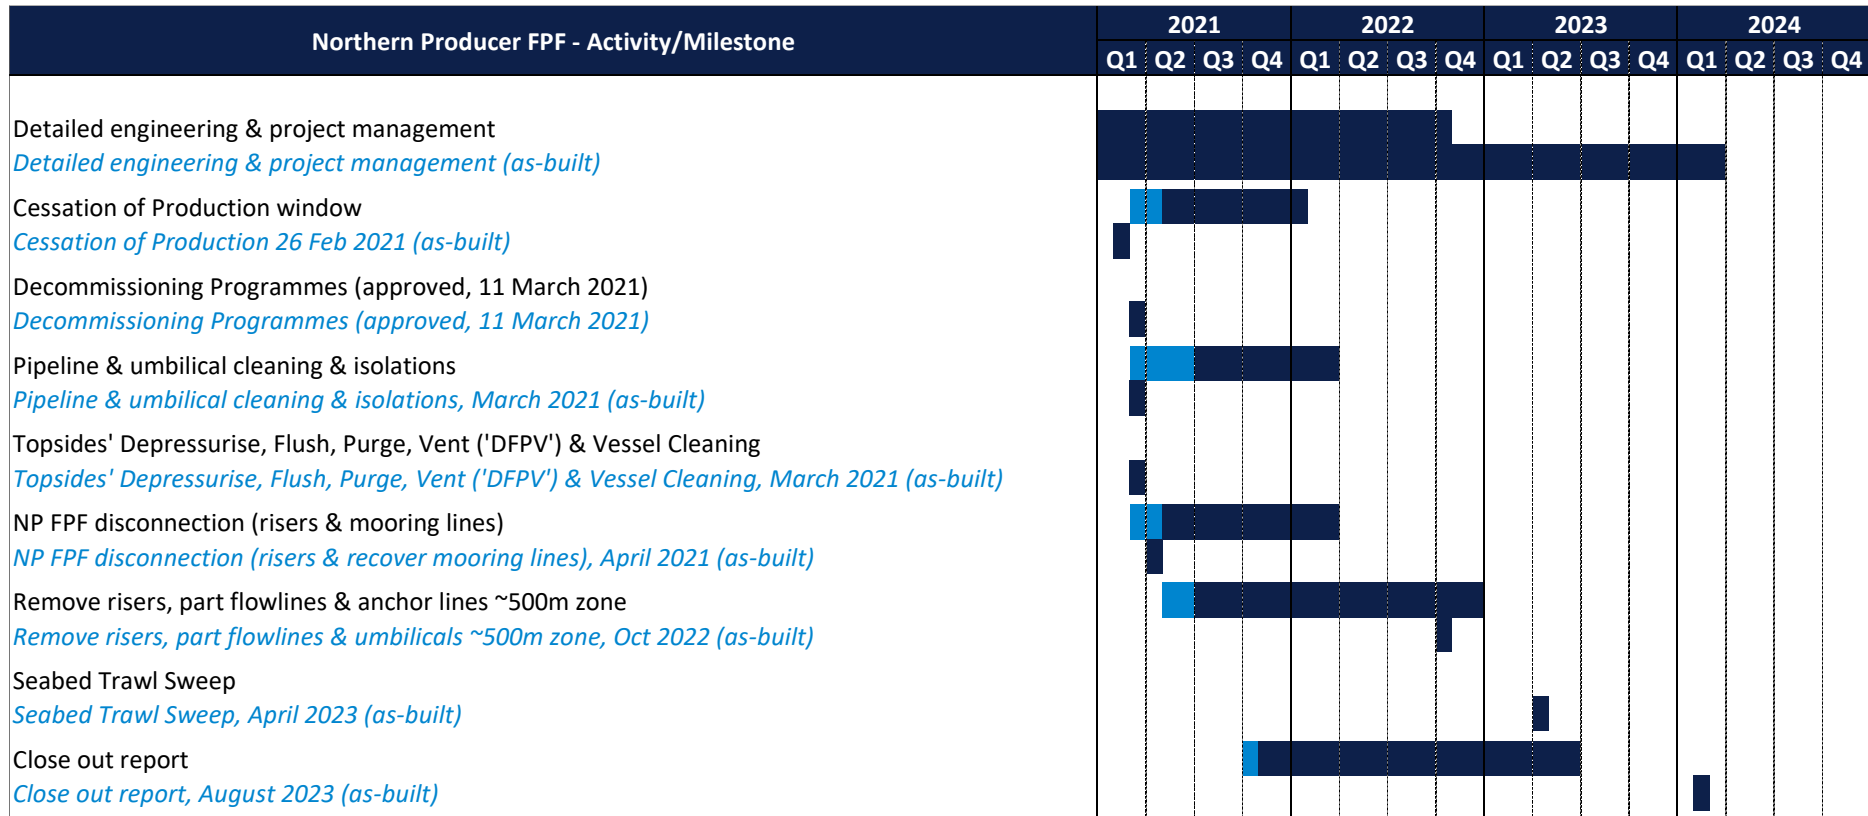 Northern Producer FPF - Activity/Milestone
2021 2022 2023 2024
Q1 Q2 Q3 Q4 Q1 Q2 Q3 Q4 Q1 Q2 Q3 Q4 Q1 Q2 Q3 Q4
Detailed engineering & project management
Detailed engineering & project management (as-built)
Cessation of Production window
Cessation of Production 26 Feb 2021 (as-built)
Decommissioning Programmes (approved, 11 March 2021)
Decommissioning Programmes (approved, 11 March 2021)
Pipeline & umbilical cleaning & isolations
Pipeline & umbilical cleaning & isolations, March 2021 (as-built)
Topsides' Depressurise, Flush, Purge, Vent ('DFPV') & Vessel Cleaning
Topsides' Depressurise, Flush, Purge, Vent ('DFPV') & Vessel Cleaning, March 2021 (as-built)
NP FPF disconnection (risers & mooring lines)
NP FPF disconnection (risers & recover mooring lines), April 2021 (as-built)
Remove risers, part flowlines & anchor lines ~500m zone
Remove risers, part flowlines & umbilicals ~500m zone, Oct 2022 (as-built)
Seabed Trawl Sweep
Seabed Trawl Sweep, April 2023 (as-built)
Close out report
Close out report, August 2023 (as-built)